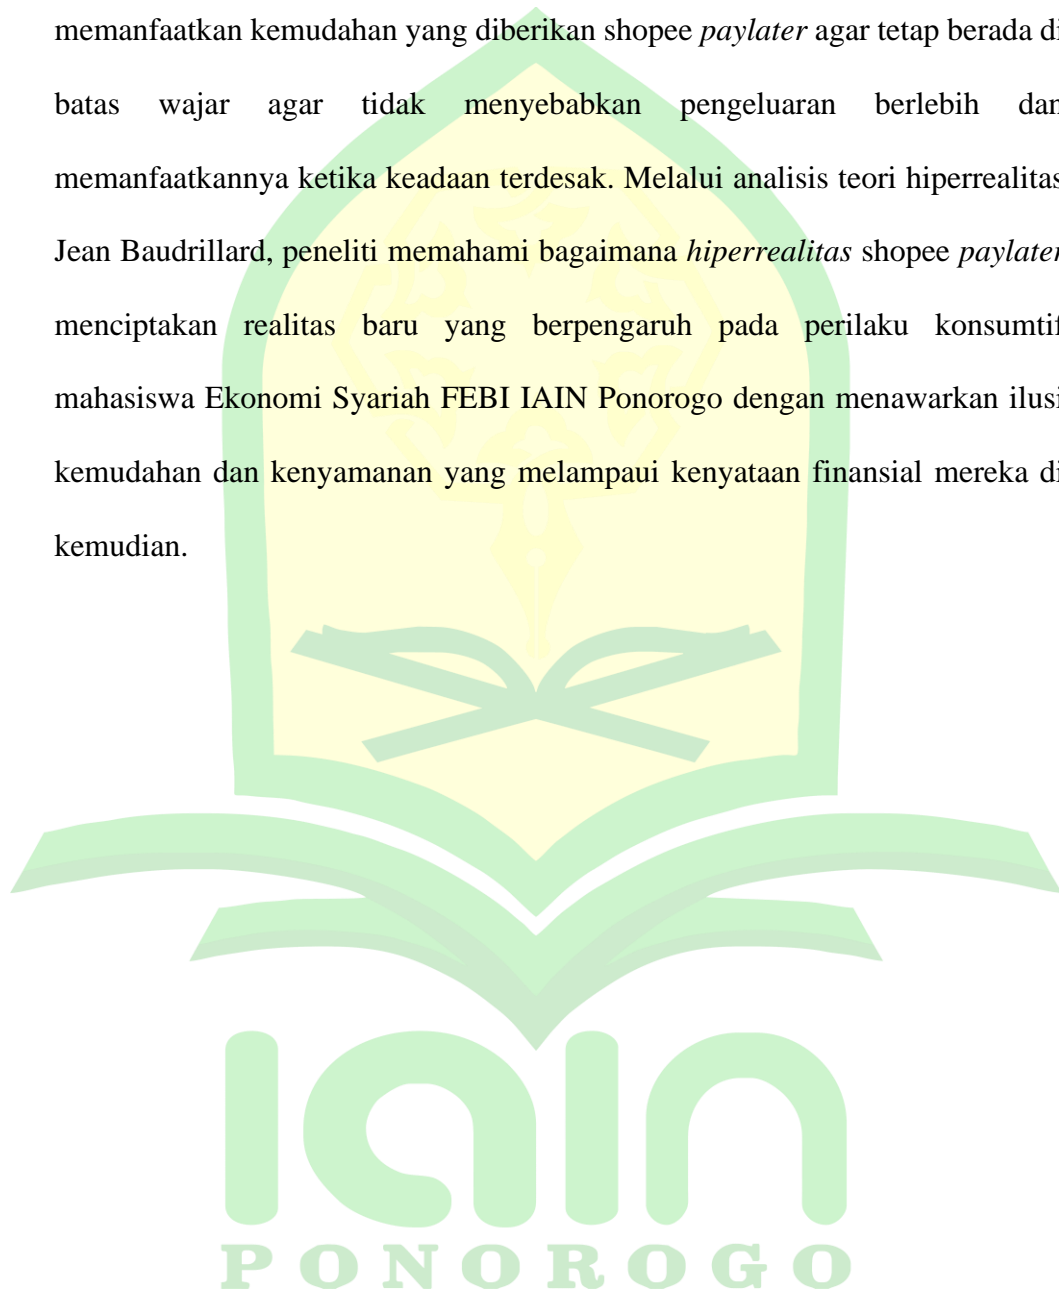 memanfaatkan kemudahan yang diberikan shopee paylater agar tetap berada di
batas wajar agar tidak menyebabkan pengeluaran berlebih dan
memanfaatkannya ketika keadaan terdesak. Melalui analisis teori hiperrealitas
Jean Baudrillard, peneliti memahami bagaimana hiperrealitas shopee paylater
menciptakan realitas baru yang berpengaruh pada perilaku konsumtif
mahasiswa Ekonomi Syariah FEBI IAIN Ponorogo dengan menawarkan ilusi
kemudahan dan kenyamanan yang melampaui kenyataan finansial mereka di
kemudian.
iain
PONOROGO